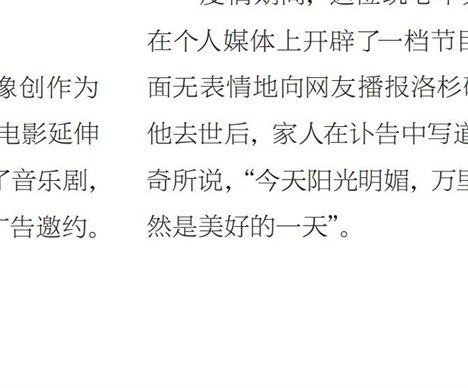 像创作为
电影延伸
了音乐剧，
广告邀约。
疫情期间，这位
在个人媒体上开辟了一档节目
面无表情地向网友播报洛杉
他去世后，家人在讣告中写道
奇所说，“今天阳光明媚，万里
然是美好的一天”。